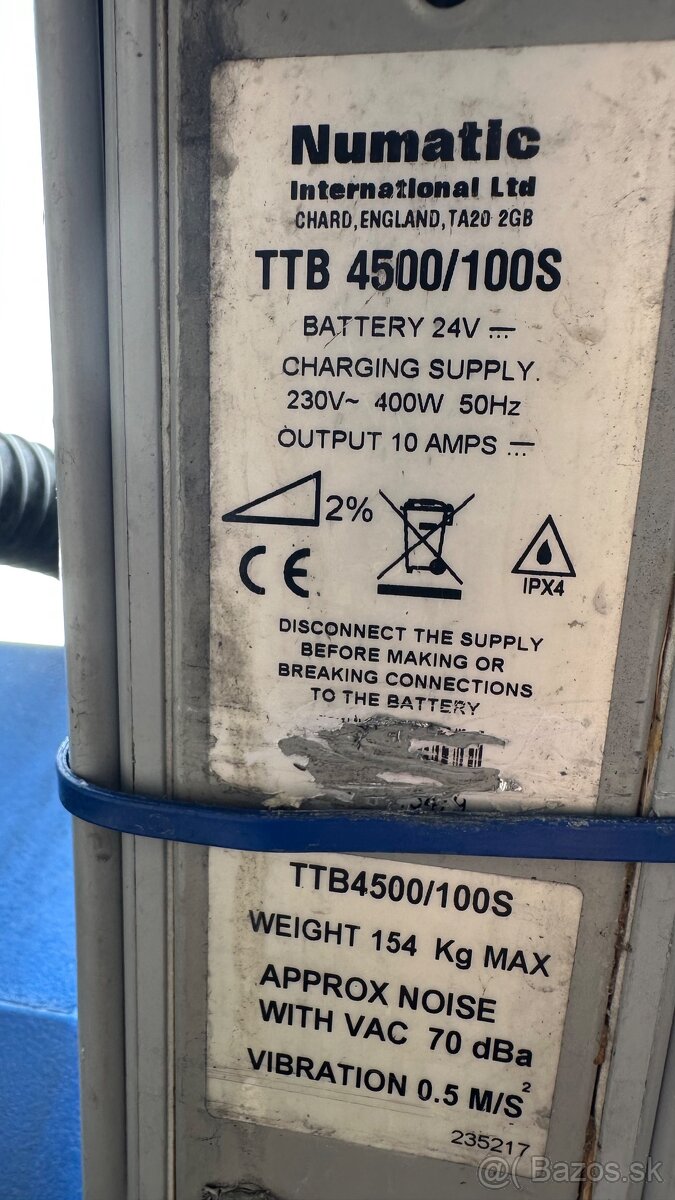 Numatic
International Ltd
CHARD, ENGLAND, TA20 2GB
TTB 4500/100S
BATTERY 24V ⎓
CHARGING SUPPLY.
230V~ 400W 50Hz
OUTPUT 10 AMPS ⎓
2%
CE
IPX4
DISCONNECT THE SUPPLY
BEFORE MAKING OR
BREAKING CONNECTIONS
TO THE BATTERY
TTB4500/100S
WEIGHT 154 Kg MAX
APPROX NOISE
WITH VAC 70 dBa
VIBRATION 0.5 M/S²
235217
@( Bazos.sk